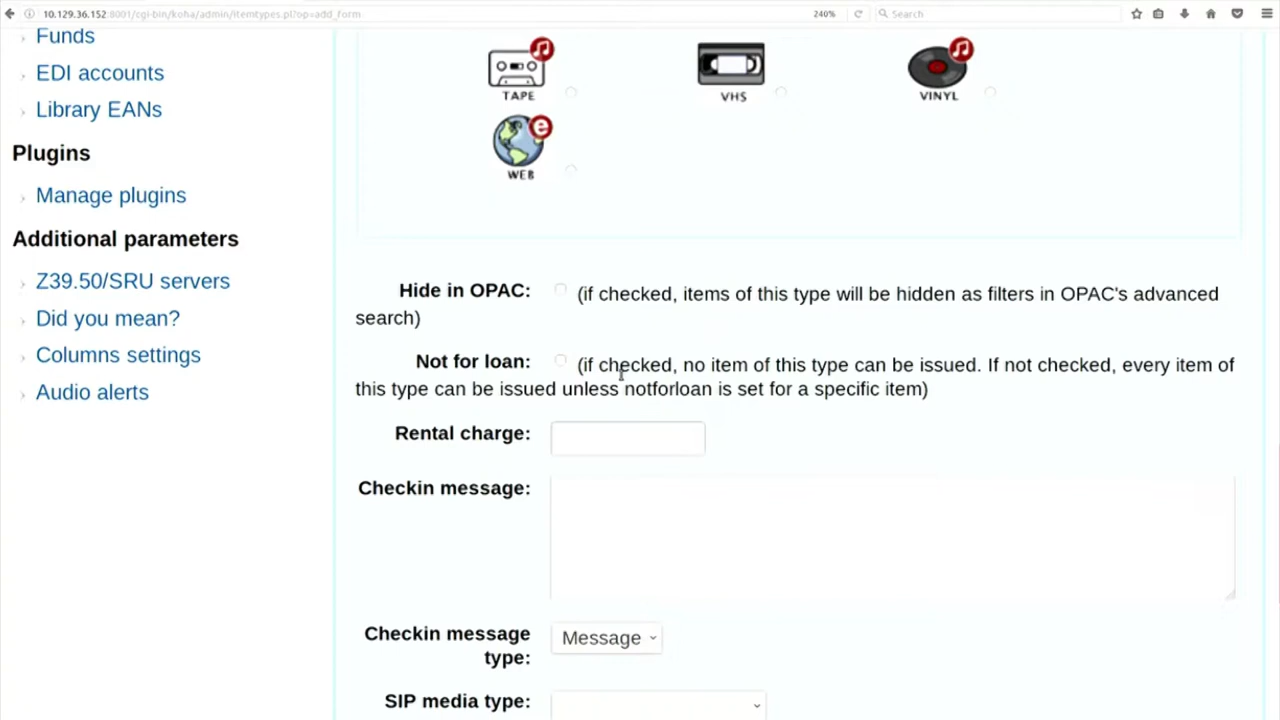 10.129.36.152:8001/cgi-bin/koha/admin/itemtypes.pl?op=add_form
240%
Search
Funds
EDI accounts
Library EANs
Plugins
Manage plugins
Additional parameters
Z39.50/SRU servers
Did you mean?
Columns settings
Audio alerts
TAPE
VHS
VINYL
e
WEB
Hide in OPAC: (if checked, items of this type will be hidden as filters in OPAC's advanced
search)
Not for loan: (if checked, no item of this type can be issued. If not checked, every item of
this type can be issued unless notforloan is set for a specific item)
Rental charge:
Checkin message:
Checkin message
type:
Message
SIP media type: